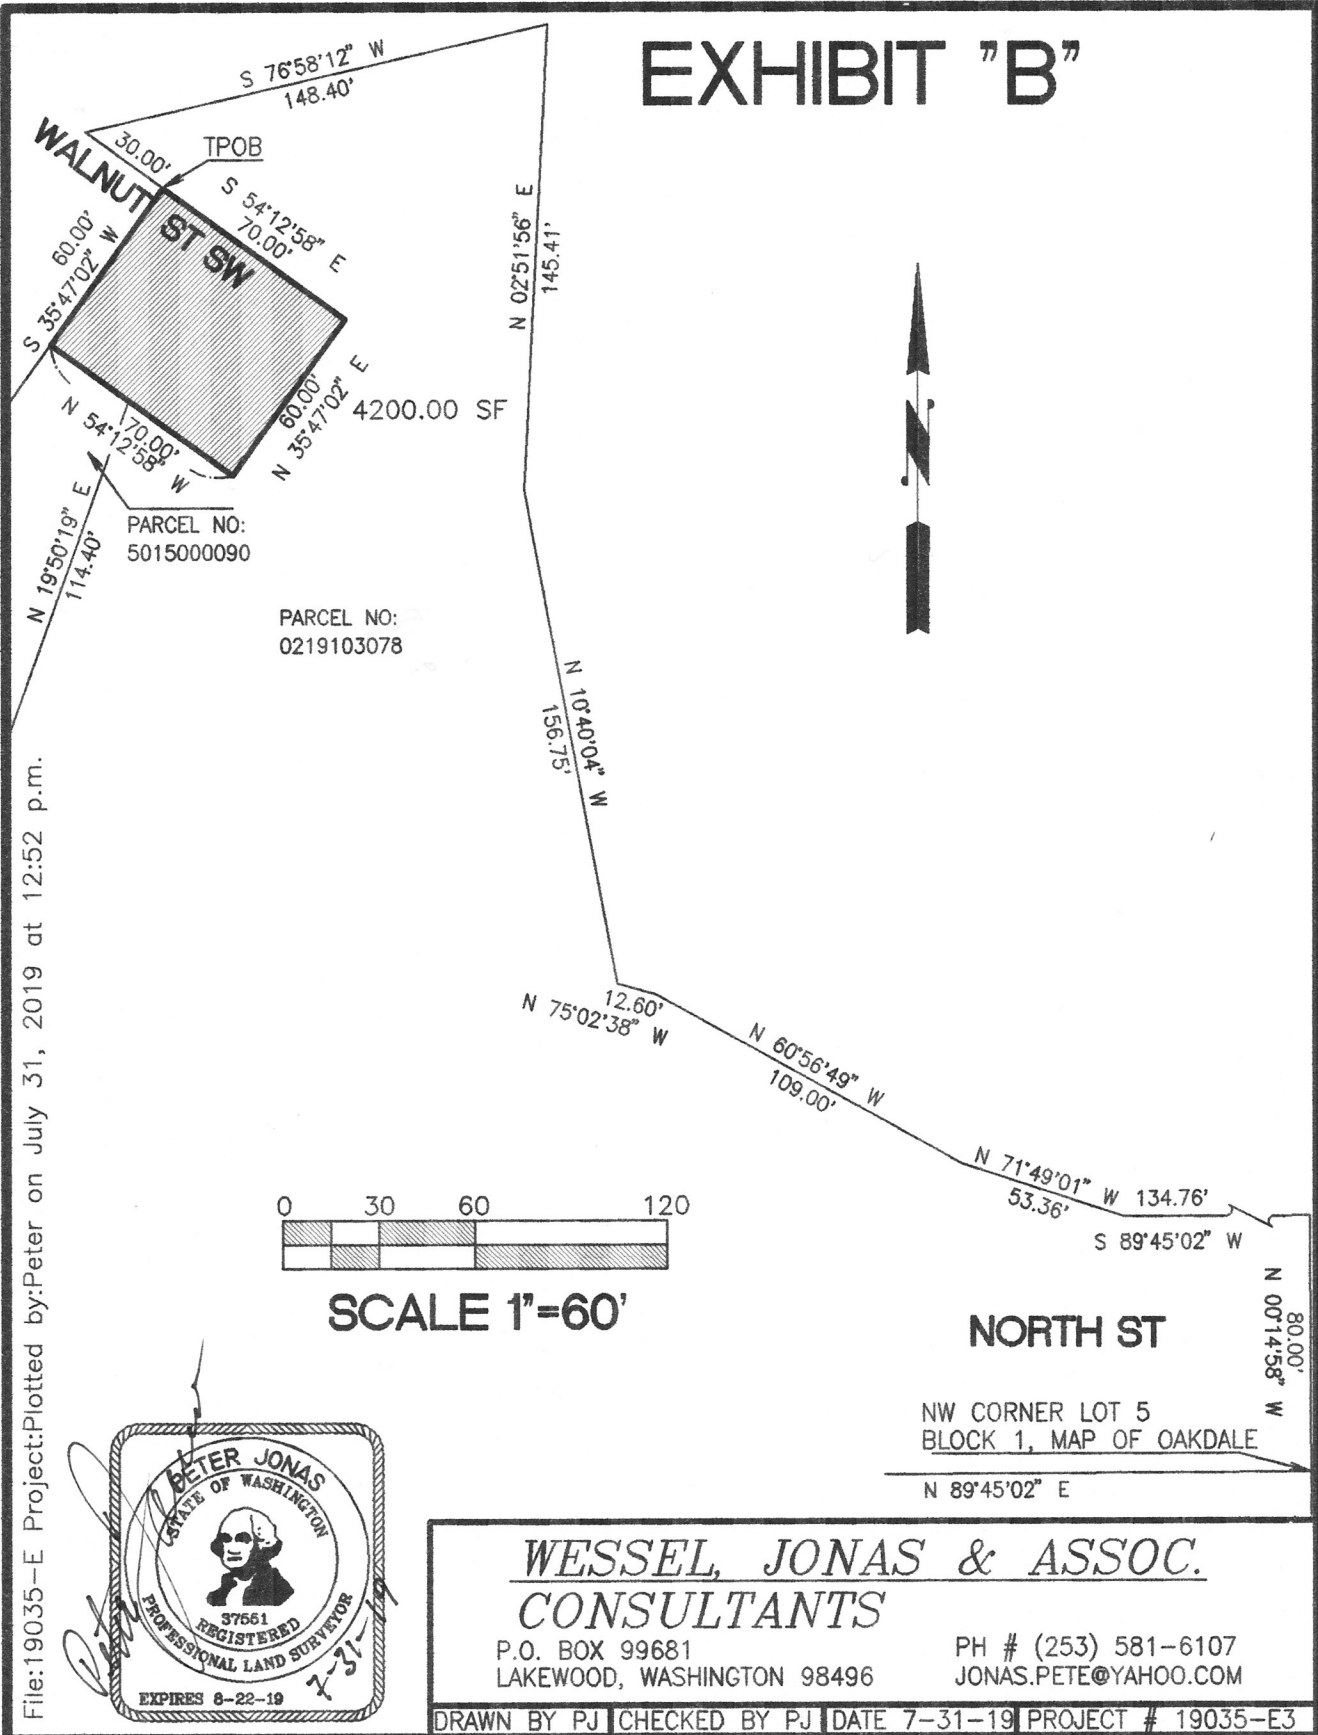 EXHIBIT "B"
S 76°58'12" W
148.40'
30.00'
TPOB
WALNUT ST SW
S 54°12'58" E
70.00'
60.00'
S 35°47'02" W
N 02°51'56" E
145.41'
60.00'
N 35°47'02" E
4200.00 SF
70.00'
N 54°12'58" W
N 19°50'19" E
114.40'
PARCEL NO:
5015000090
PARCEL NO:
0219103078
N
N 10°40'04" W
156.75'
12.60'
N 75°02'38" W
N 60°56'49" W
109.00'
N 71°49'01" W
53.36'
134.76'
S 89°45'02" W
80.00'
N 00°14'58" W
0 30 60 120
SCALE 1"=60'
NORTH ST
NW CORNER LOT 5
BLOCK 1, MAP OF OAKDALE
N 89°45'02" E
File:19035-E Project:Plotted by:Peter on July 31, 2019 at 12:52 p.m.
PETER JONAS
STATE OF WASHINGTON
37551
REGISTERED
PROFESSIONAL LAND SURVEYOR
EXPIRES 8-22-19
7-31-19
WESSEL, JONAS & ASSOC.
CONSULTANTS
P.O. BOX 99681
LAKEWOOD, WASHINGTON 98496
PH # (253) 581-6107
JONAS.PETE@YAHOO.COM
DRAWN BY PJ CHECKED BY PJ DATE 7-31-19 PROJECT # 19035-E3